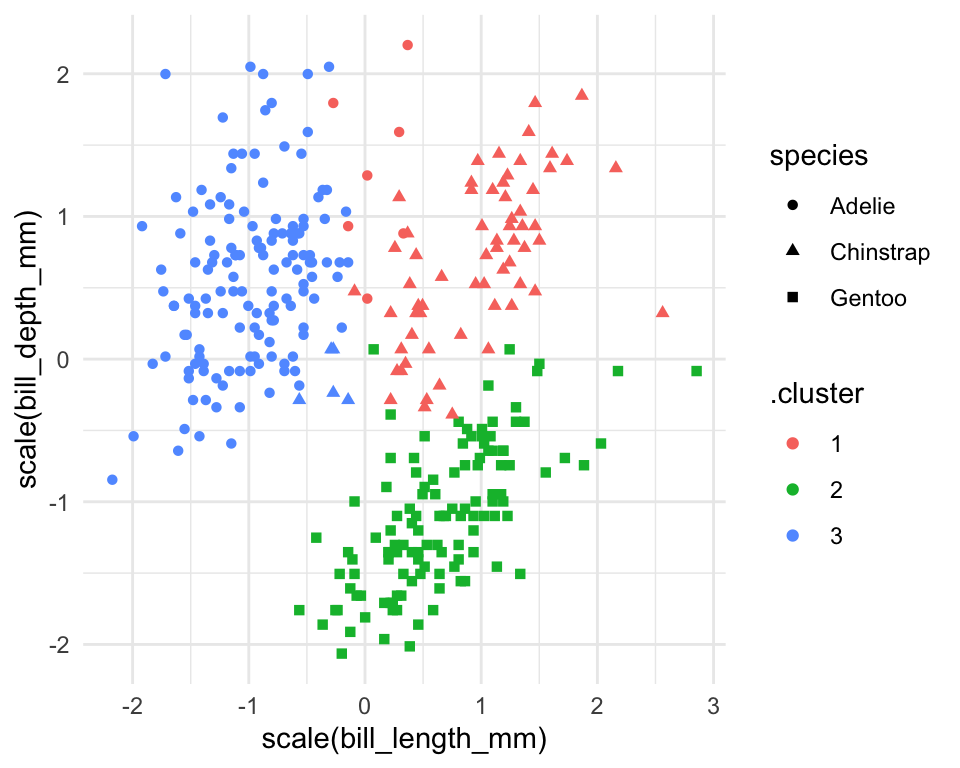 2
1
0
-1
-2
scale(bill_depth_mm)
-2 -1 0 1 2 3
scale(bill_length_mm)
species
Adelie
Chinstrap
Gentoo
.cluster
1
2
3